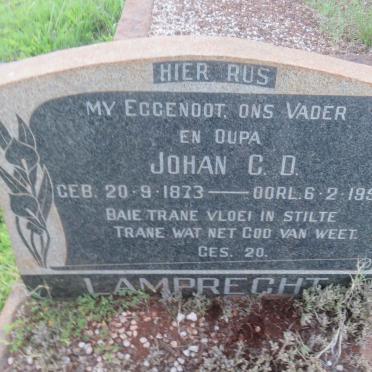 HIER RUS
MY EGGENOOT, ONS VADER
EN OUPA
JOHAN C. D.
GEB. 20-9-1873 — OORL. 6-2-195
BAIE TRANE VLOEI IN STILTE
TRANE WAT NET GOD VAN WEET.
GES. 20.
LAMPRECHT